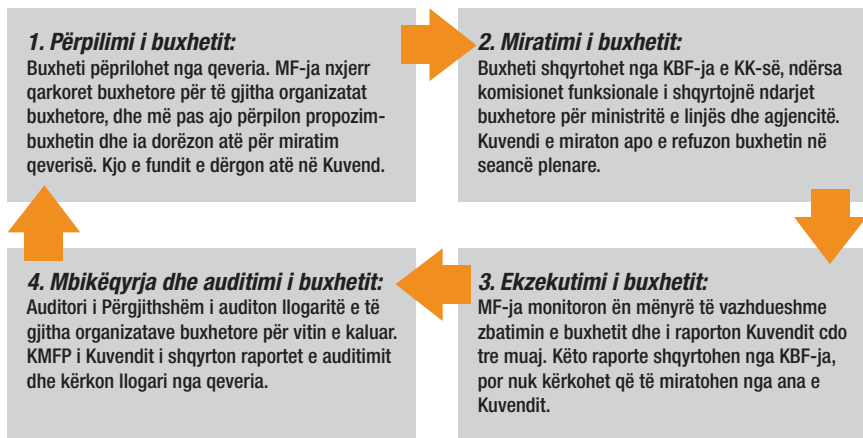 1. Përpilimi i buxhetit:
Buxheti pëprilohet nga qeveria. MF-ja nxjerr
qarkoret buxhetore për të gjitha organizatat
buxhetore, dhe më pas ajo përpilon propozim-
buxhetin dhe ia dorëzon atë për miratim
qeverisë. Kjo e fundit e dërgon atë në Kuvend.
2. Miratimi i buxhetit:
Buxheti shqyrtohet nga KBF-ja e KK-së, ndërsa
komisionet funksionale i shqyrtojnë ndarjet
buxhetore për ministritë e linjës dhe agjencitë.
Kuvendi e miraton apo e refuzon buxhetin në
seancë plenare.
3. Ekzekutimi i buxhetit:
MF-ja monitoron ën mënyrë të vazhdueshme
zbatimin e buxhetit dhe i raporton Kuvendit cdo
tre muaj. Këto raporte shqyrtohen nga KBF-ja,
por nuk kërkohet që të miratohen nga ana e
Kuvendit.
4. Mbikëqyrja dhe auditimi i buxhetit:
Auditori i Përgjithshëm i auditon llogaritë e të
gjitha organizatave buxhetore për vitin e kaluar.
KMFP i Kuvendit i shqyrton raportet e auditimit
dhe kërkon llogari nga qeveria.